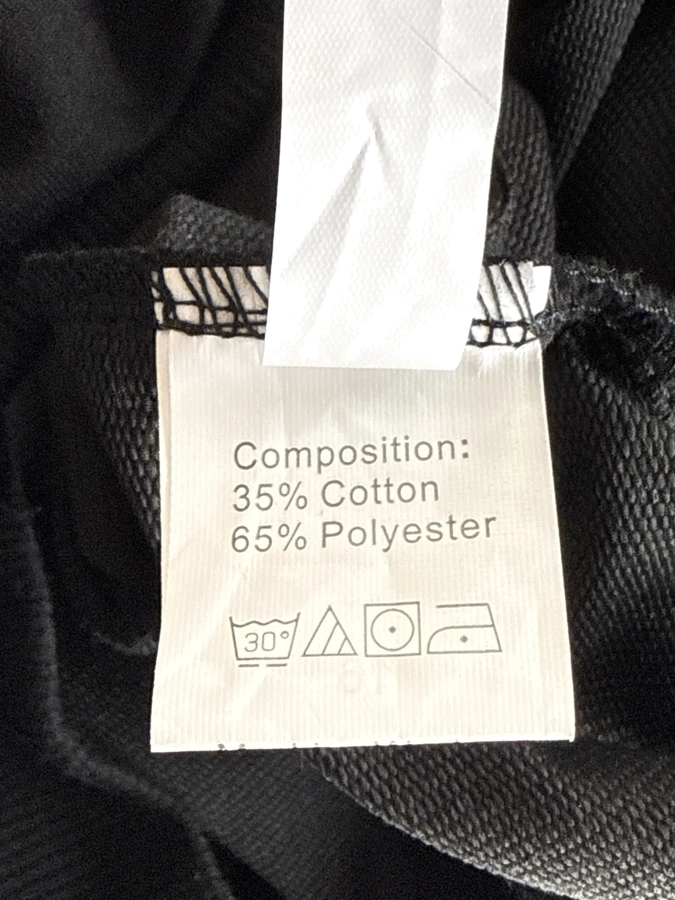 Composition:
35% Cotton
65% Polyester
30°